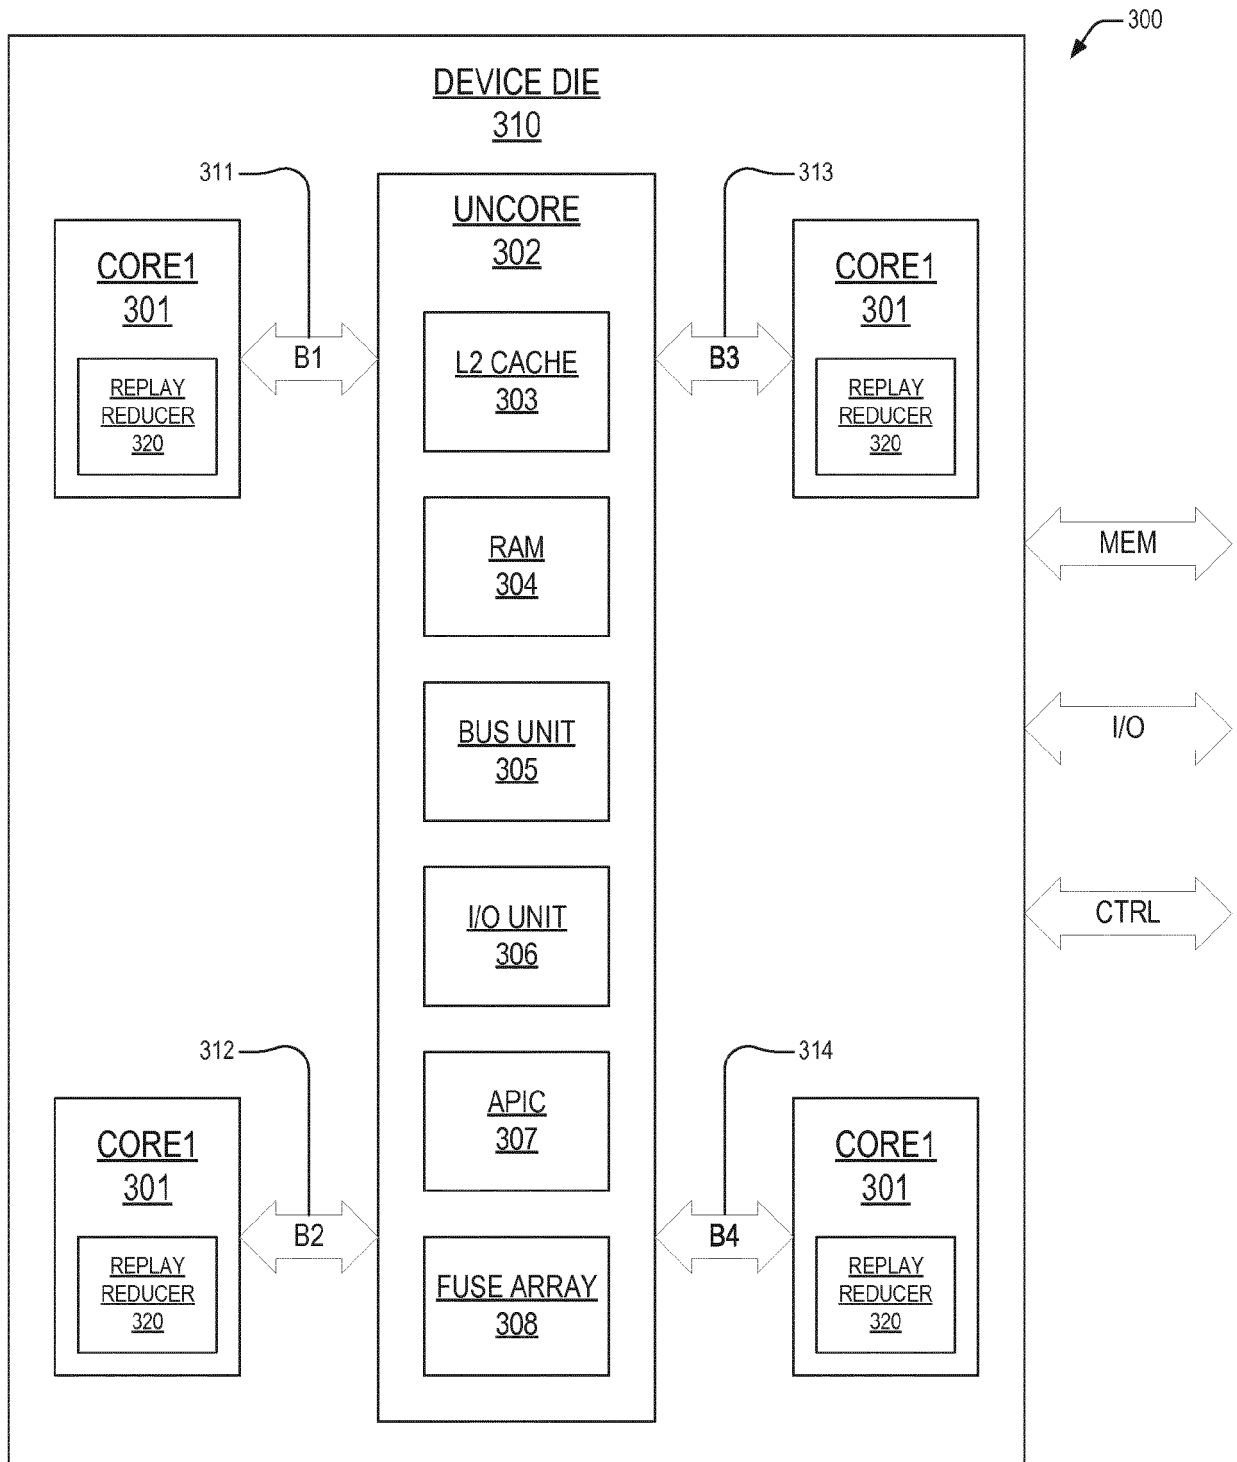 300
DEVICE DIE
310
311
313
UNCORE
302
CORE1
301
REPLAY
REDUCER
320
B1
L2 CACHE
303
B3
CORE1
301
REPLAY
REDUCER
320
RAM
304
MEM
BUS UNIT
305
I/O
I/O UNIT
306
CTRL
312
314
APIC
307
CORE1
301
REPLAY
REDUCER
320
B2
FUSE ARRAY
308
B4
CORE1
301
REPLAY
REDUCER
320